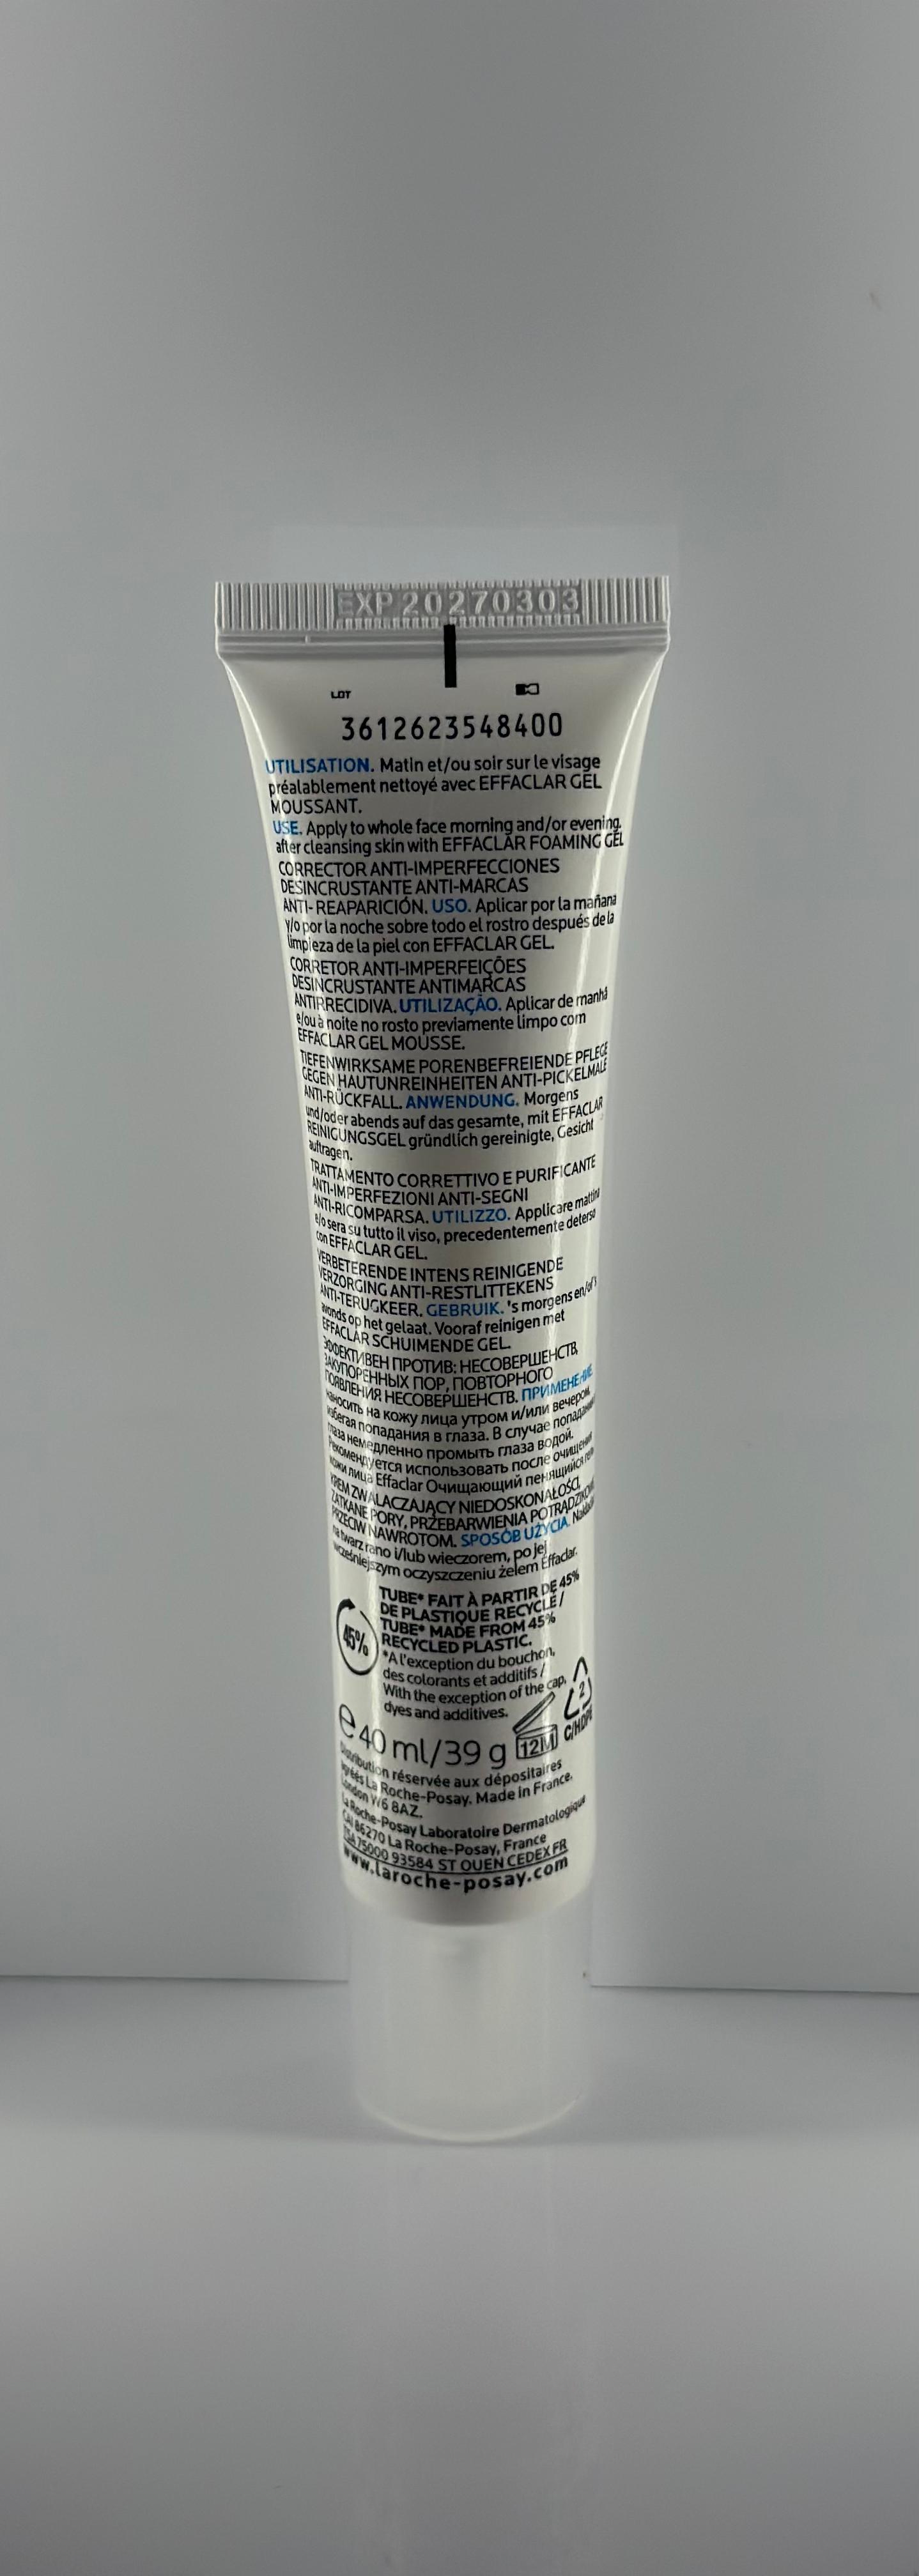 EXP 20270303
LOT
3612623548400
UTILISATION. Matin et/ou soir sur le visage
préalablement nettoyé avec EFFACLAR GEL
MOUSSANT.
USE. Apply to whole face morning and/or evening,
after cleansing skin with EFFACLAR FOAMING GEL
CORRECTOR ANTI-IMPERFECCIONES
DESINCRUSTANTE ANTI-MARCAS
ANTI- REAPARICIÓN. USO. Aplicar por la mañana
y/o por la noche sobre todo el rostro después de la
limpieza de la piel con EFFACLAR GEL.
CORRETOR ANTI-IMPERFEIÇÕES
DESINCRUSTANTE ANTIMARCAS
ANTIRRECIDIVA. UTILIZAÇÃO. Aplicar de manhã
e/ou à noite no rosto previamente limpo com
EFFACLAR GEL MOUSSE.
TIEFENWIRKSAME PORENBEFREIENDE PFLEGE
GEGEN HAUTUNREINHEITEN ANTI-PICKELMALE
ANTI-RÜCKFALL. ANWENDUNG. Morgens
und/oder abends auf das gesamte, mit EFFACLAR
REINIGUNGSGEL gründlich gereinigte, Gesicht
auftragen.
TRATTAMENTO CORRETTIVO E PURIFICANTE
ANTI-IMPERFEZIONI ANTI-SEGNI
ANTI-RICOMPARSA. UTILIZZO. Applicare mattina
e/o sera su tutto il viso, precedentemente deterso
con EFFACLAR GEL.
VERBETERENDE INTENS REINIGENDE
VERZORGING ANTI-RESTLITTEKENS
ANTI-TERUGKEER. GEBRUIK. 's morgens en/of 's
avonds op het gelaat. Vooraf reinigen met
EFFACLAR SCHUIMENDE GEL.
ЭФФЕКТИВЕН ПРОТИВ: НЕСОВЕРШЕНСТВ,
ЗАКУПОРЕННЫХ ПОР, ПОВТОРНОГО
ПОЯВЛЕНИЯ НЕСОВЕРШЕНСТВ. ПРИМЕНЕНИЕ.
наносить на кожу лица утром и/или вечером,
избегая попадания в глаза. В случае попадания
глаза немедленно промыть глаза водой.
Рекомендуется использовать после очищения
кожи лица Effaclar Очищающий пенящийся гель
KREM ZWALACZAJĄCY NIEDOSKONAŁOŚCI,
ZATKANE PORY, PRZEBARWIENIA POTRĄDZIKOWE
PRZECIW NAWROTOM. SPOSÓB UŻYCIA. Nakładać
na twarz rano i/lub wieczorem, po jej
wcześniejszym oczyszczeniu żelem Effaclar.
TUBE* FAIT À PARTIR DE 45%
DE PLASTIQUE RECYCLÉ /
TUBE* MADE FROM 45%
RECYCLED PLASTIC.
45%
*A l'exception du bouchon,
des colorants et additifs /
With the exception of the cap,
dyes and additives.
2
C/HDPE
e 40 ml/39 g 12M
Distribution réservée aux dépositaires
agréés La Roche-Posay. Made in France.
London W6 8AZ.
La Roche-Posay Laboratoire Dermatologique
CAI 86270 La Roche-Posay, France
TSA 75000 93584 ST OUEN CEDEX FR
www.laroche-posay.com